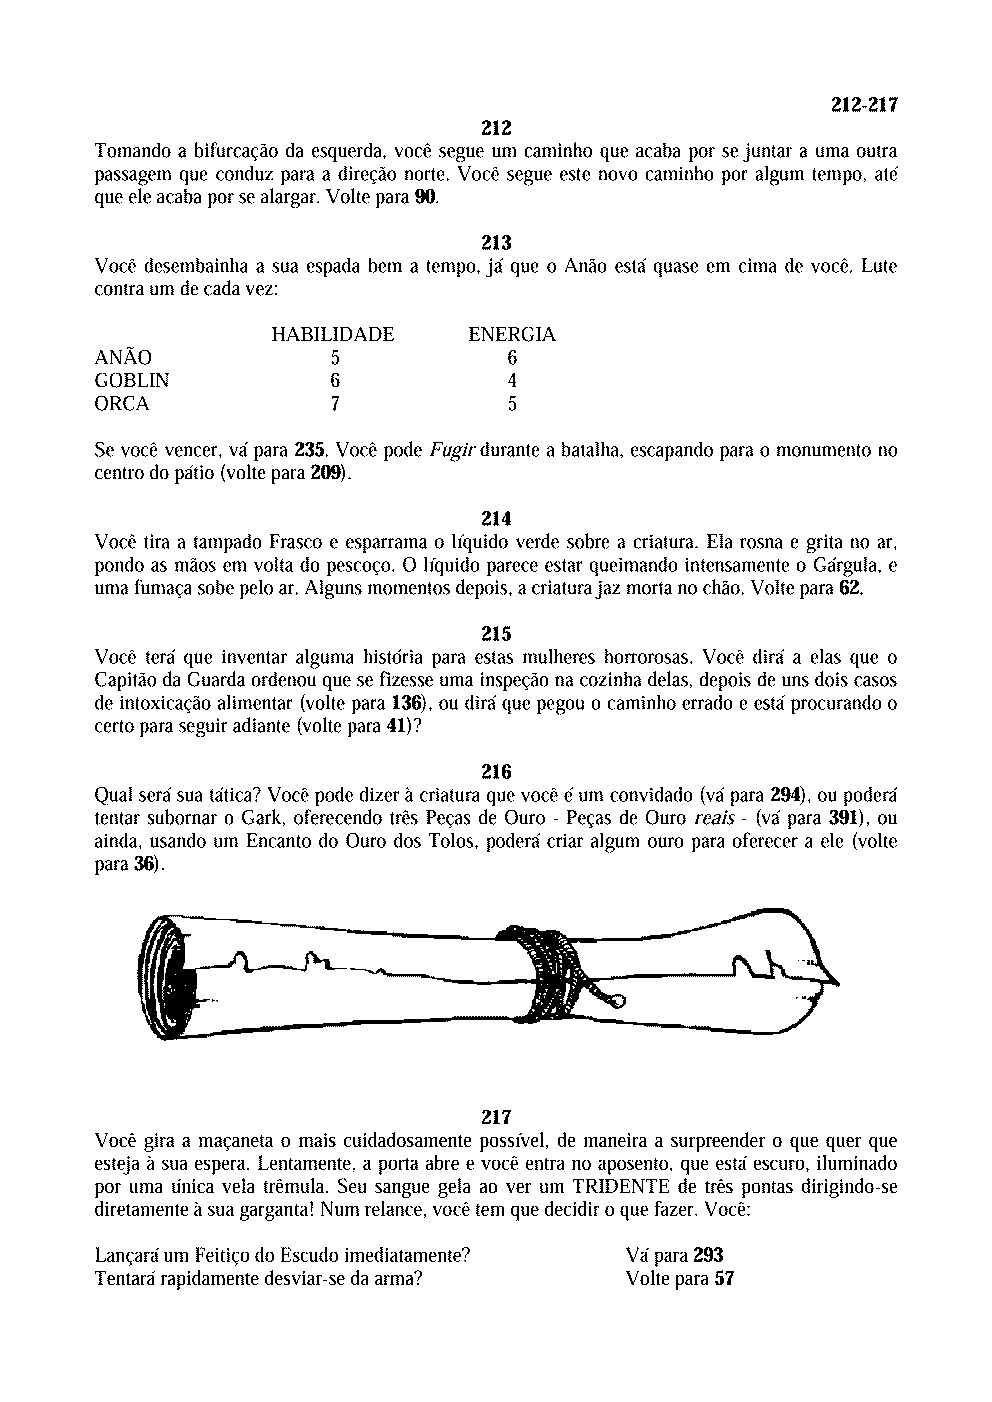 212-217
212
Tomando a bifurcação da esquerda, você segue um caminho que acaba por se juntar a uma outra
passagem que conduz para a direção norte. Você segue este novo caminho por algum tempo, até
que ele acaba por se alargar. Volte para 90.
213
Você desembainha a sua espada bem a tempo, já que o Anão está quase em cima de você. Lute
contra um de cada vez:
HABILIDADE ENERGIA
ANÃO 5 6
GOBLIN 6 4
ORCA 7 5
Se você vencer, vá para 235. Você pode Fugir durante a batalha, escapando para o monumento no
centro do pátio (volte para 209).
214
Você tira a tampado Frasco e esparrama o líquido verde sobre a criatura. Ela rosna e grita no ar,
pondo as mãos em volta do pescoço. O líquido parece estar queimando intensamente o Gárgula, e
uma fumaça sobe pelo ar. Alguns momentos depois, a criatura jaz morta no chão. Volte para 62.
215
Você terá que inventar alguma história para estas mulheres horrorosas. Você dirá a elas que o
Capitão da Guarda ordenou que se fizesse uma inspeção na cozinha delas, depois de uns dois casos
de intoxicação alimentar (volte para 136), ou dirá que pegou o caminho errado e está procurando o
certo para seguir adiante (volte para 41)?
216
Qual será sua tática? Você pode dizer à criatura que você é um convidado (vá para 294), ou poderá
tentar subornar o Gark, oferecendo três Peças de Ouro - Peças de Ouro reais - (vá para 391), ou
ainda, usando um Encanto do Ouro dos Tolos, poderá criar algum ouro para oferecer a ele (volte
para 36).
217
Você gira a maçaneta o mais cuidadosamente possível, de maneira a surpreender o que quer que
esteja à sua espera. Lentamente, a porta abre e você entra no aposento, que está escuro, iluminado
por uma única vela trêmula. Seu sangue gela ao ver um TRIDENTE de três pontas dirigindo-se
diretamente à sua garganta! Num relance, você tem que decidir o que fazer. Você:
Lançará um Feitiço do Escudo imediatamente? Vá para 293
Tentará rapidamente desviar-se da arma? Volte para 57